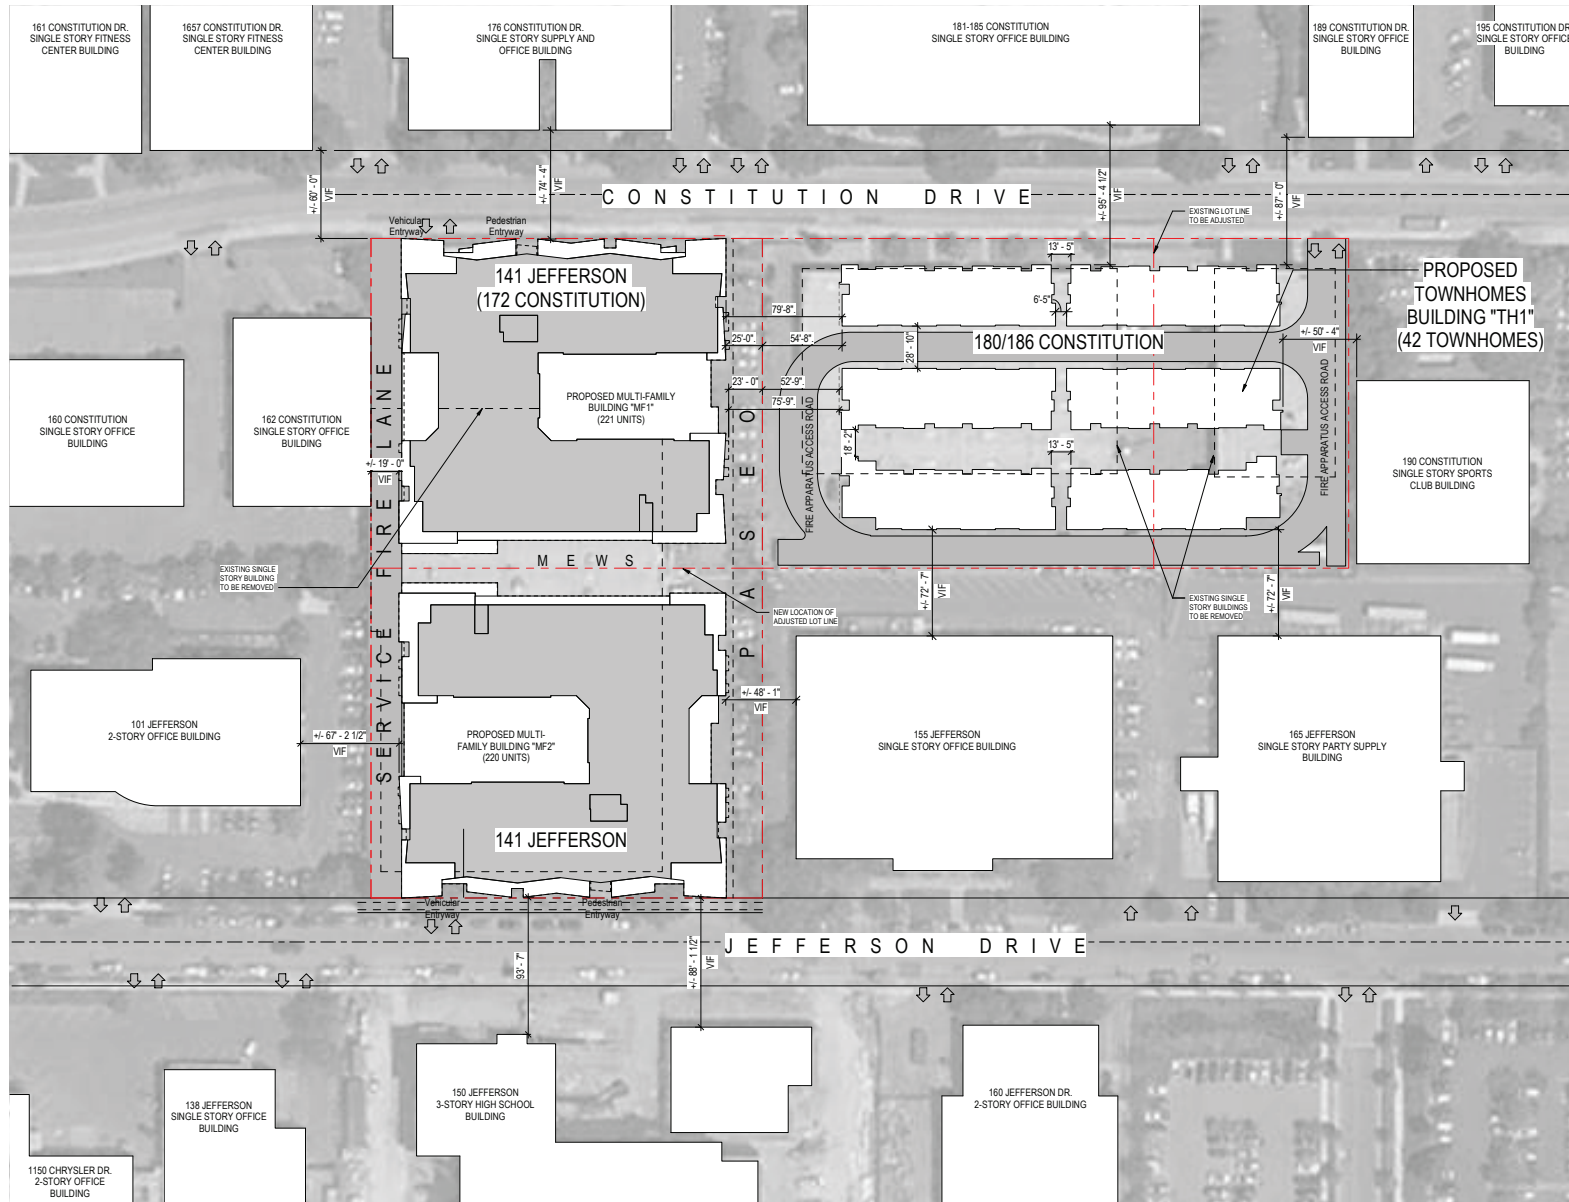 161 CONSTITUTION DR.
SINGLE STORY FITNESS
CENTER BUILDING
1657 CONSTITUTION DR.
SINGLE STORY FITNESS
CENTER BUILDING
176 CONSTITUTION DR.
SINGLE STORY SUPPLY AND
OFFICE BUILDING
181-185 CONSTITUTION
SINGLE STORY OFFICE BUILDING
189 CONSTITUTION DR.
SINGLE STORY OFFICE
BUILDING
195 CONSTITUTION DR
SINGLE STORY OFFICE
BUILDING
+/- 60' - 0"
VIF
+/- 74' - 4"
VIF
+/- 95' - 4 1/2"
VIF
+/- 87' - 0"
VIF
CONSTITUTION DRIVE
EXISTING LOT LINE
TO BE ADJUSTED
Vehicular
Entryway
Pedestrian
Entryway
141 JEFFERSON
(172 CONSTITUTION)
13' - 5"
6'-5"
79'-8".
25'-0".
54'-8".
28' - 10"
180/186 CONSTITUTION
PROPOSED
TOWNHOMES
BUILDING "TH1"
(42 TOWNHOMES)
+/- 50' - 4"
VIF
23' - 0"
52'-9".
75'-9".
PROPOSED MULTI-FAMILY
BUILDING "MF1"
(221 UNITS)
160 CONSTITUTION
SINGLE STORY OFFICE
BUILDING
162 CONSTITUTION
SINGLE STORY OFFICE
BUILDING
+/- 19' - 0"
VIF
SERVICE FIRE LANE
PASEO
FIRE APPARATUS ACCESS ROAD
18' - 2"
13' - 5"
FIRE APPARATUS ACCESS ROAD
190 CONSTITUTION
SINGLE STORY SPORTS
CLUB BUILDING
MEWS
EXISTING SINGLE
STORY BUILDING
TO BE REMOVED
NEW LOCATION OF
ADJUSTED LOT LINE
+/- 72' - 7"
VIF
EXISTING SINGLE
STORY BUILDINGS
TO BE REMOVED
+/- 72' - 7"
VIF
101 JEFFERSON
2-STORY OFFICE BUILDING
+/- 67' - 2 1/2"
VIF
PROPOSED MULTI-
FAMILY BUILDING "MF2"
(220 UNITS)
+/- 48' - 1"
VIF
155 JEFFERSON
SINGLE STORY OFFICE BUILDING
165 JEFFERSON
SINGLE STORY PARTY SUPPLY
BUILDING
141 JEFFERSON
Vehicular
Entryway
Pedestrian
Entryway
JEFFERSON DRIVE
93' - 7"
+/- 88' - 1 1/2"
VIF
138 JEFFERSON
SINGLE STORY OFFICE
BUILDING
150 JEFFERSON
3-STORY HIGH SCHOOL
BUILDING
160 JEFFERSON DR.
2-STORY OFFICE BUILDING
1150 CHRYSLER DR.
2-STORY OFFICE
BUILDING